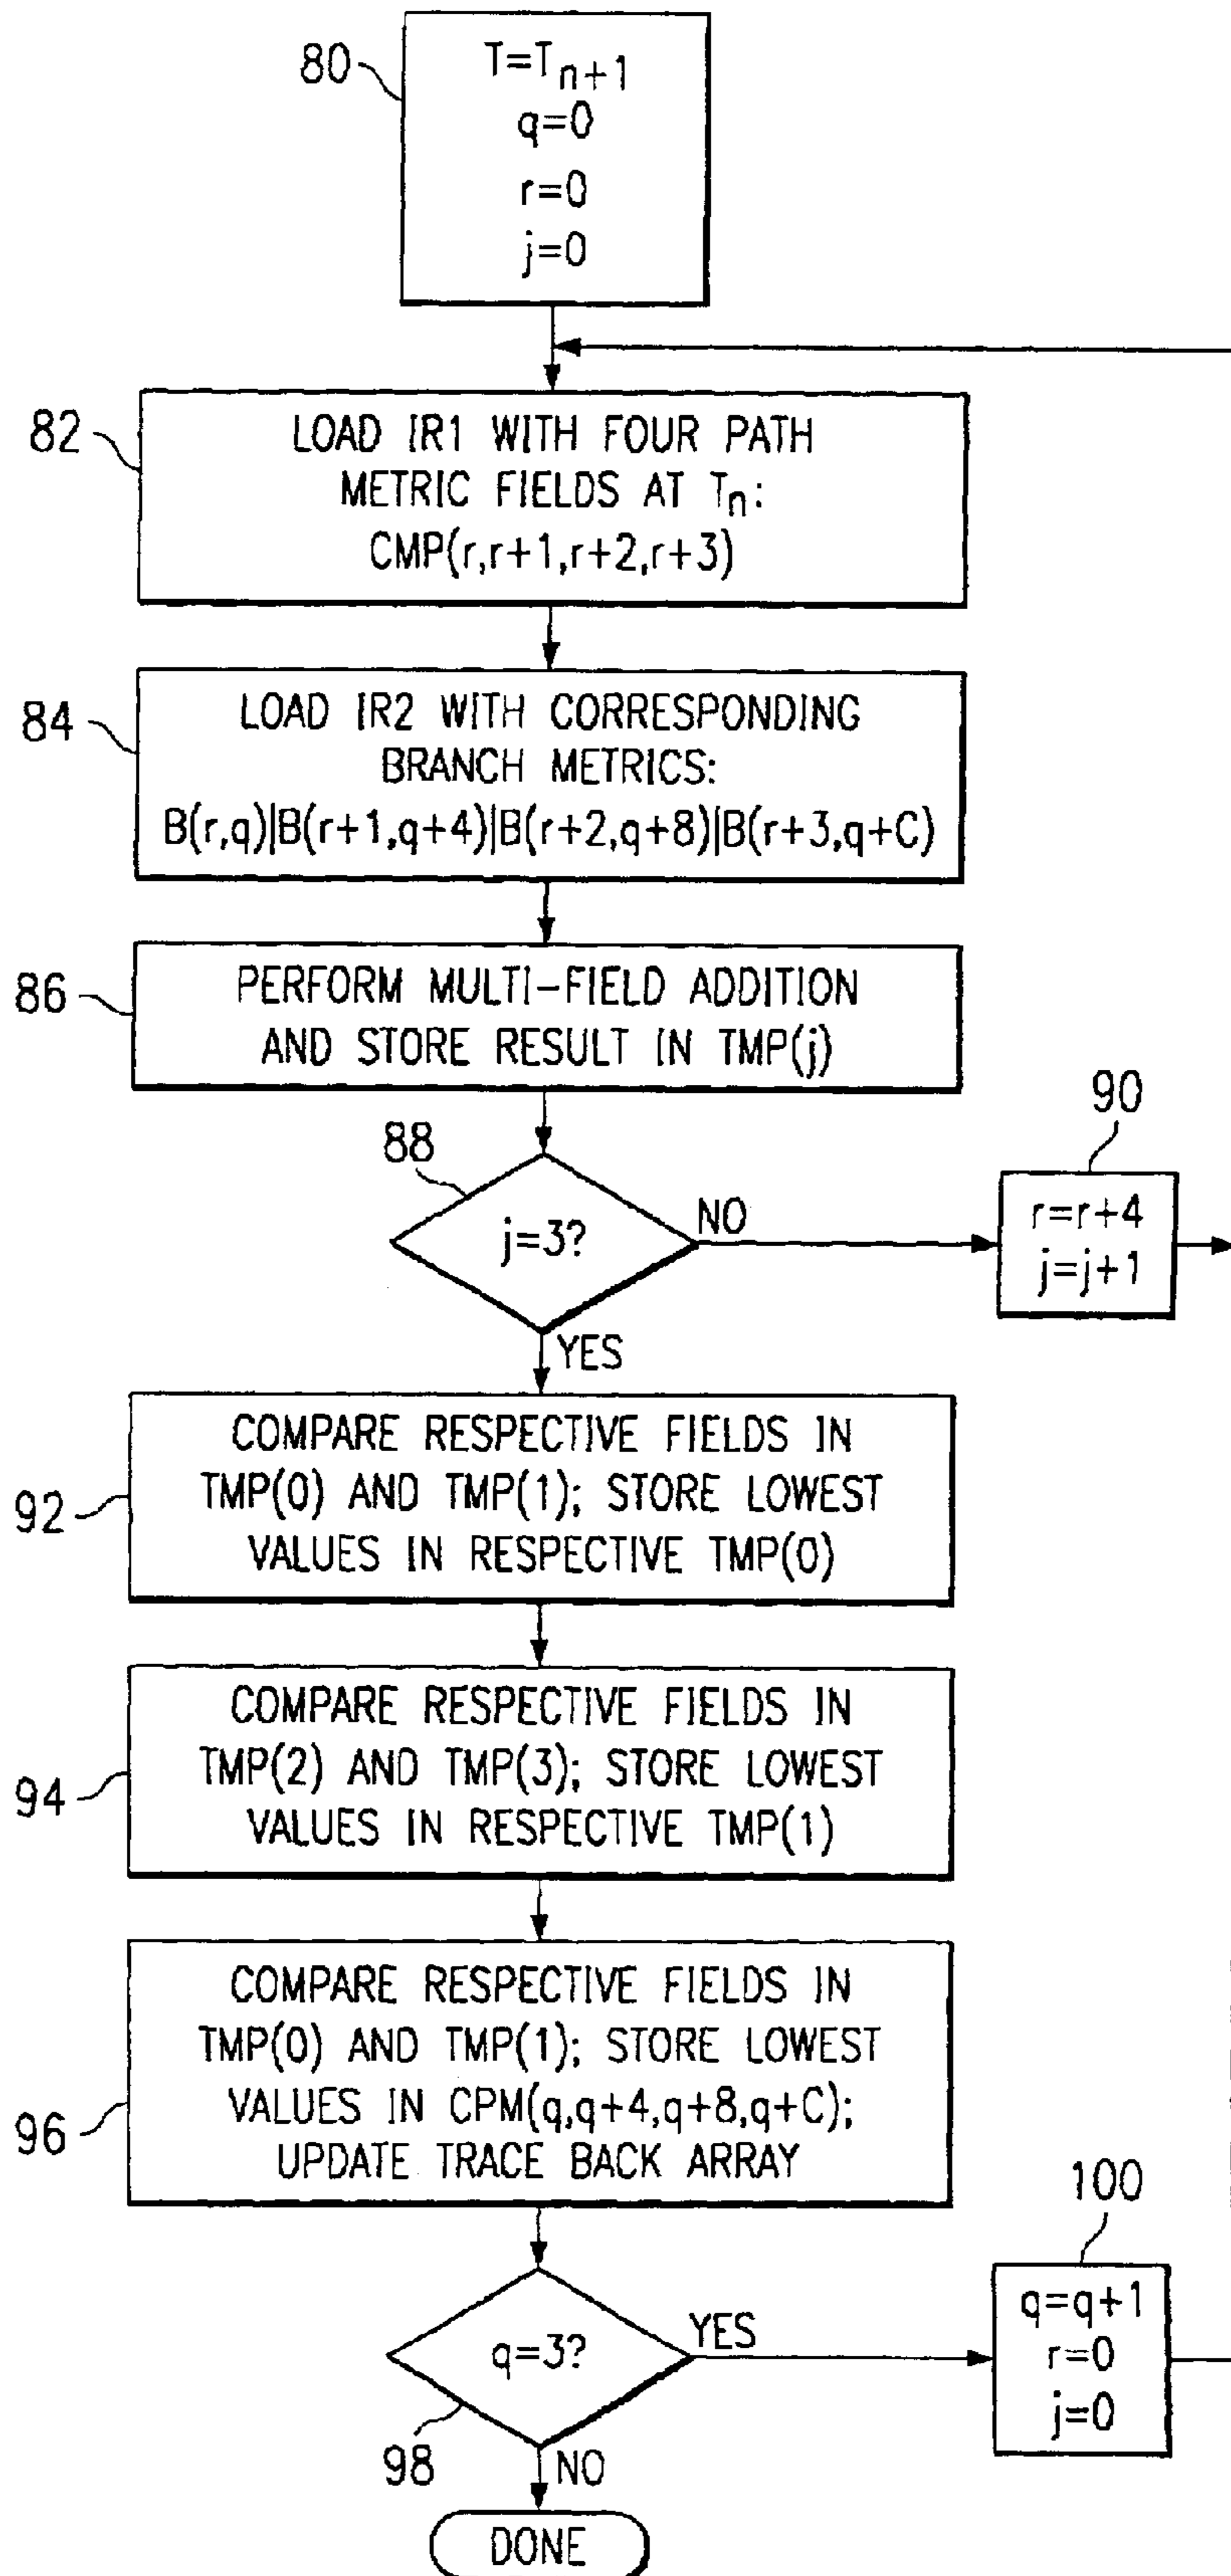 80
T=Tn+1
q=0
r=0
j=0
82
LOAD IR1 WITH FOUR PATH
METRIC FIELDS AT Tn:
CMP(r,r+1,r+2,r+3)
84
LOAD IR2 WITH CORRESPONDING
BRANCH METRICS:
B(r,q)|B(r+1,q+4)|B(r+2,q+8)|B(r+3,q+C)
86
PERFORM MULTI-FIELD ADDITION
AND STORE RESULT IN TMP(j)
88
j=3?
NO
90
r=r+4
j=j+1
YES
92
COMPARE RESPECTIVE FIELDS IN
TMP(0) AND TMP(1); STORE LOWEST
VALUES IN RESPECTIVE TMP(0)
94
COMPARE RESPECTIVE FIELDS IN
TMP(2) AND TMP(3); STORE LOWEST
VALUES IN RESPECTIVE TMP(1)
96
COMPARE RESPECTIVE FIELDS IN
TMP(0) AND TMP(1); STORE LOWEST
VALUES IN CPM(q,q+4,q+8,q+C);
UPDATE TRACE BACK ARRAY
98
q=3?
YES
100
q=q+1
r=0
j=0
NO
DONE